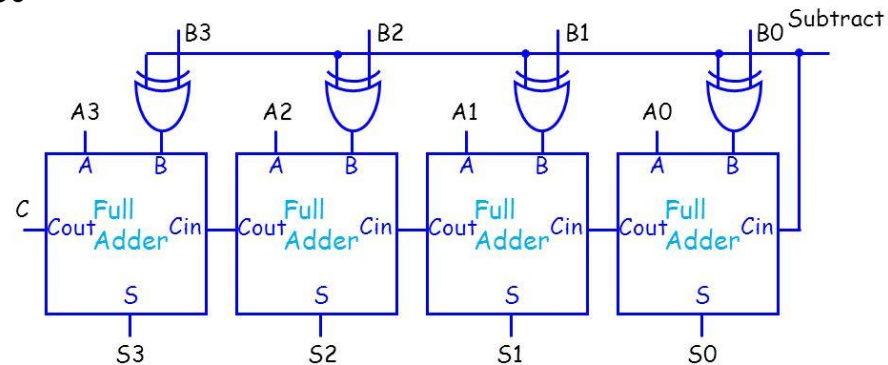 Subtract
B3 B2 B1 B0
A3 A2 A1 A0
A B A B A B A B
C
Cout Full Adder Cin Cout Full Adder Cin Cout Full Adder Cin Cout Full Adder Cin
S S S S
S3 S2 S1 S0